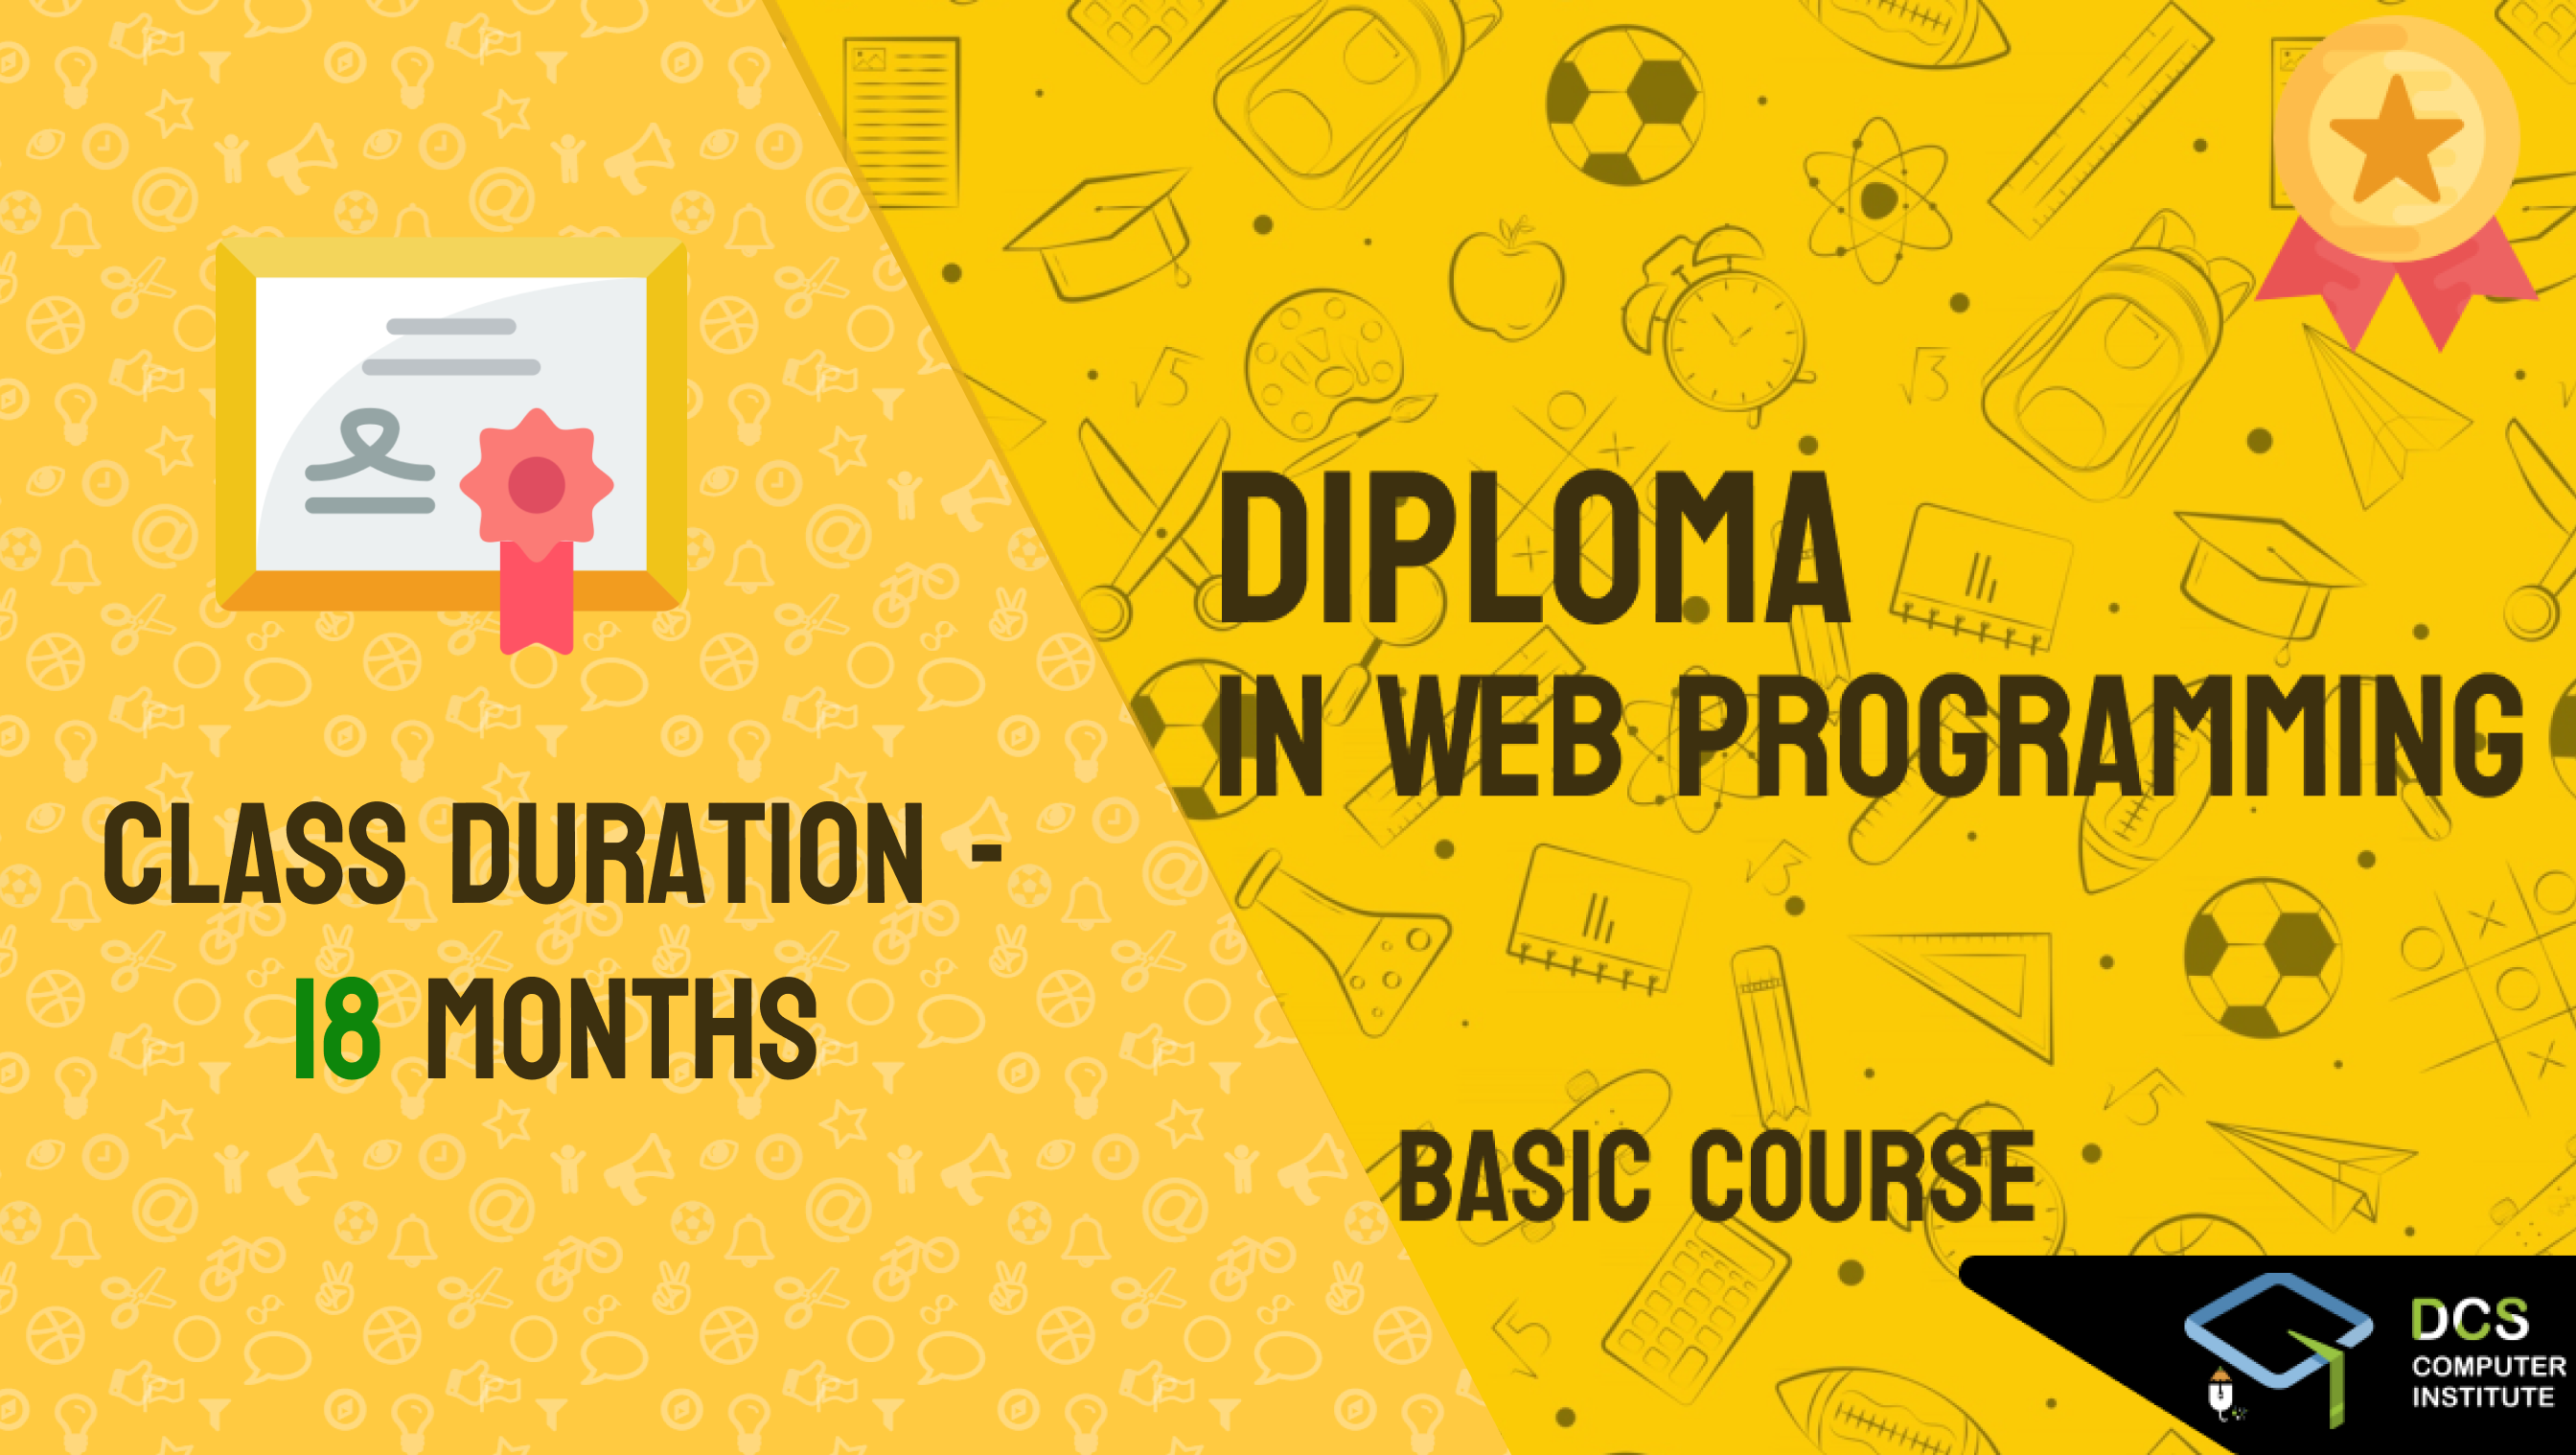 CLASS DURATION -
18 MONTHS
DIPLOMA
IN WEB PROGRAMMING
BASIC COURSE
DCS
COMPUTER
INSTITUTE